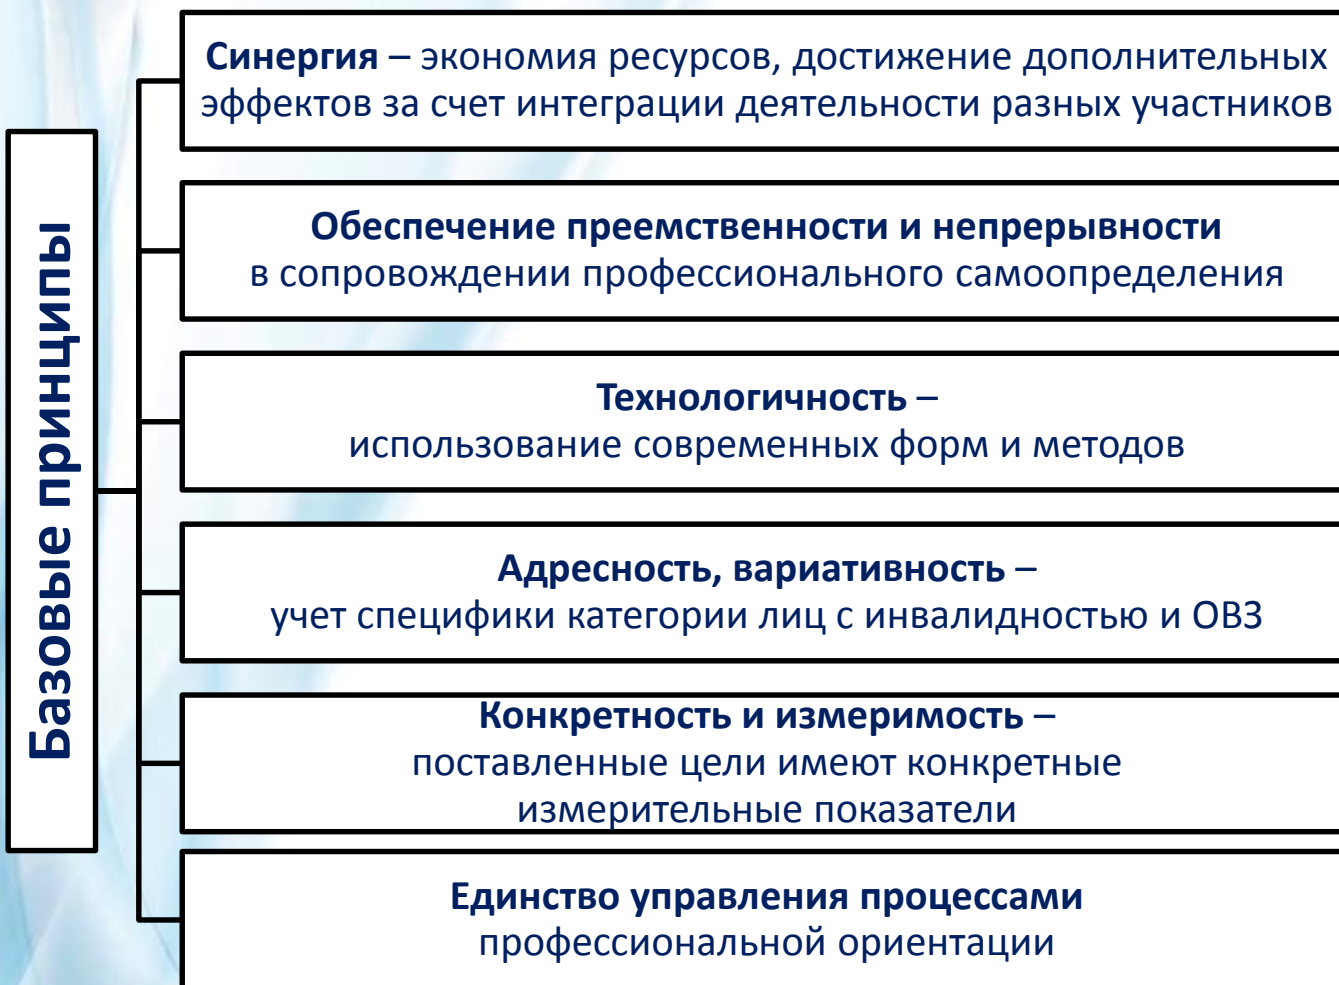 Базовые принципы
Синергия – экономия ресурсов, достижение дополнительных
эффектов за счет интеграции деятельности разных участников
Обеспечение преемственности и непрерывности
в сопровождении профессионального самоопределения
Технологичность –
использование современных форм и методов
Адресность, вариативность –
учет специфики категории лиц с инвалидностью и ОВЗ
Конкретность и измеримость –
поставленные цели имеют конкретные
измерительные показатели
Единство управления процессами
профессиональной ориентации